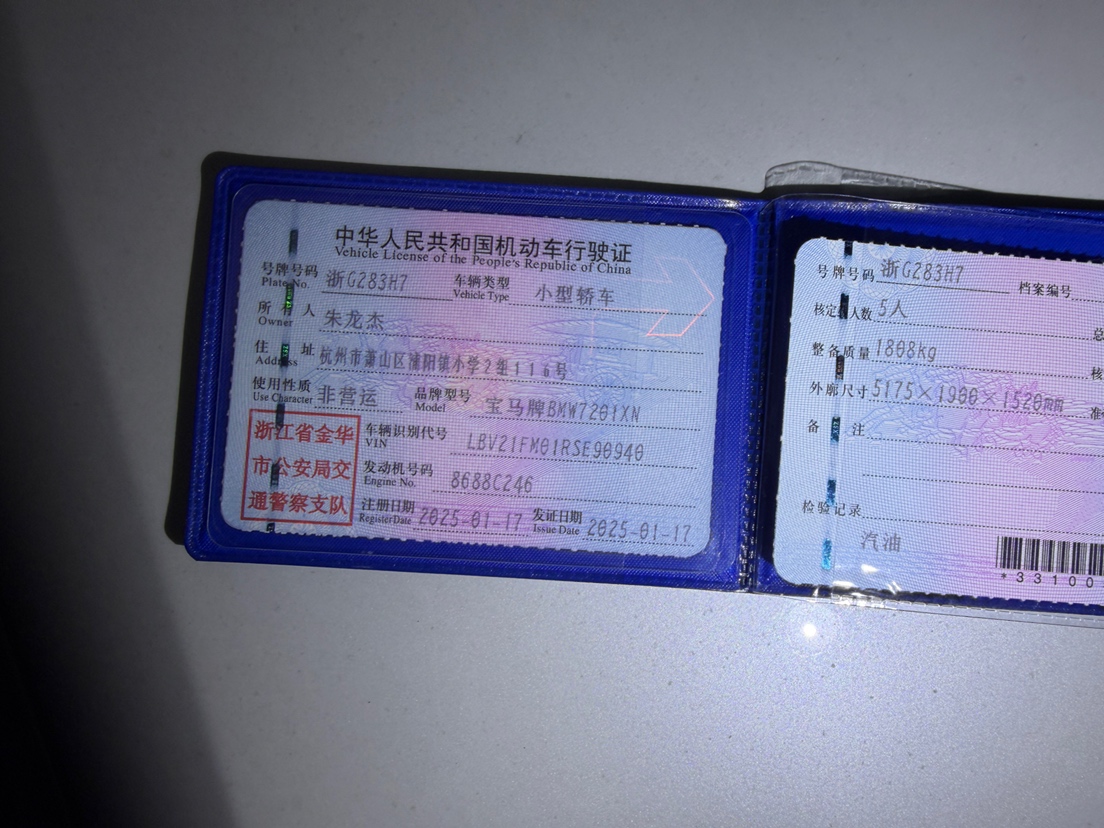 中华人民共和国机动车行驶证
Vehicle License of the People's Republic of China
号牌号码 浙G283H7 车辆类型 小型轿车
Plate No. Vehicle Type
所有人 朱龙杰
Owner
住址 杭州市萧山区浦阳镇小学2组116号
Address
使用性质 非营运 品牌型号 宝马牌BMW7201XN
Use Character Model
浙江省金华
市公安局交
通警察支队
车辆识别代号 LBV21FM01RSE90940
VIN
发动机号码 8688C246
Engine No.
注册日期 2025-01-17 发证日期 2025-01-17
Register Date Issue Date
号牌号码 浙G283H7 档案编号
核定载人数 5人 总
整备质量 1808kg 核
外廓尺寸 5175×1900×1520mm 准
备注
检验记录
汽油
*33100